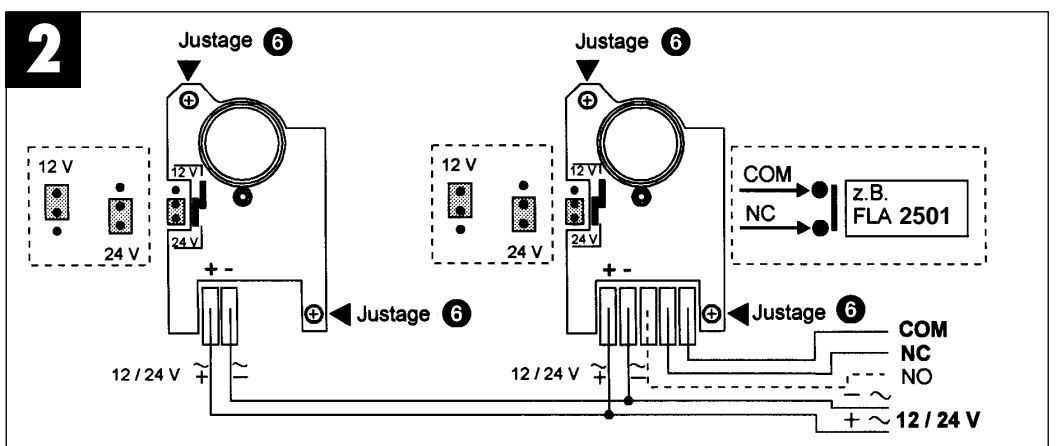 2
Justage 6
12 V
24 V
12 V
24 V
+ -
Justage 6
12 / 24 V
~ ~
+ −
Justage 6
12 V
24 V
12 V
24 V
+ -
COM
NC
z.B.
FLA 2501
Justage 6
12 / 24 V
~ ~
+ −
COM
NC
NO
− ~
+ ~ 12 / 24 V